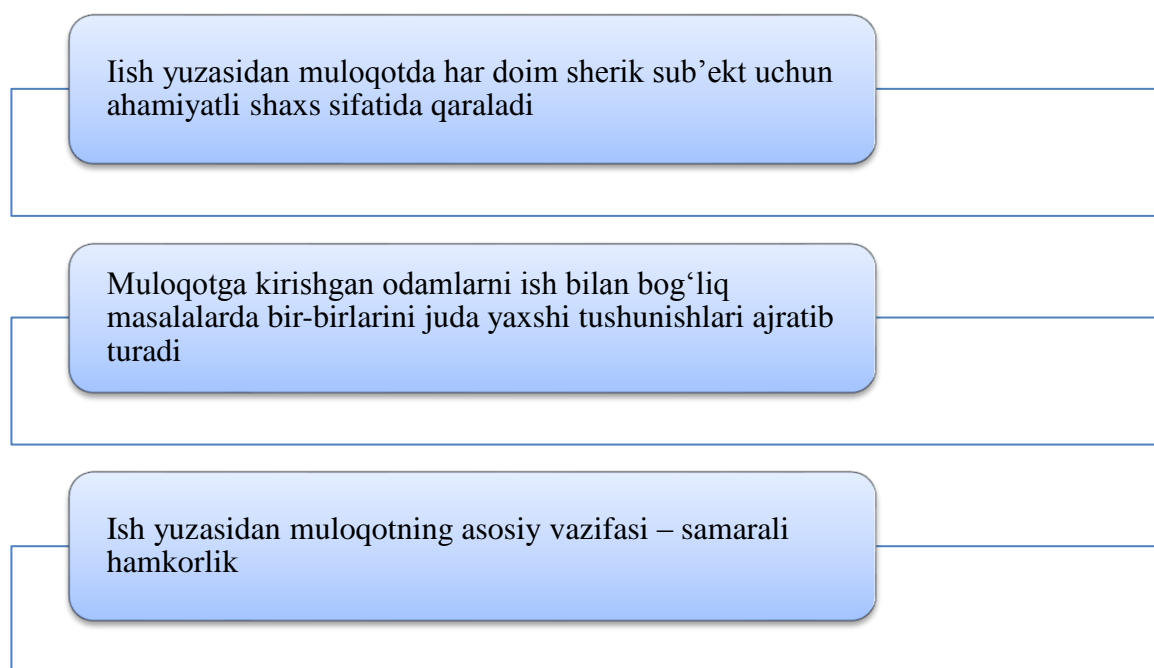 Iish yuzasidan muloqotda har doim sherik sub’ekt uchun
ahamiyatli shaxs sifatida qaraladi
Muloqotga kirishgan odamlarni ish bilan bog‘liq
masalalarda bir-birlarini juda yaxshi tushunishlari ajratib
turadi
Ish yuzasidan muloqotning asosiy vazifasi – samarali
hamkorlik